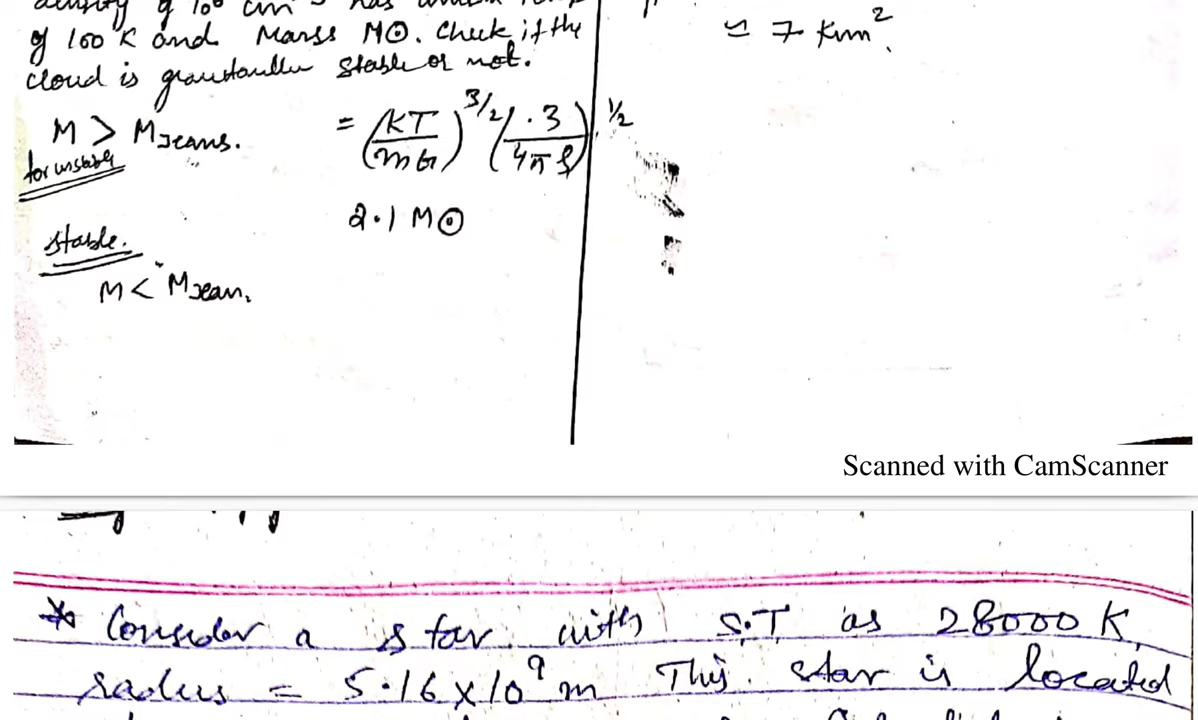 of 100 K and Manss M⊙. Check if the
cloud is stable or not.
M > MJeans.
for unstable
= (KT/mG)^3/2 (.3/4πρ)^1/2
2.1 M⊙
stable.
M < MJean.
≃ 7 Km².
Scanned with CamScanner
* Consider a star with S.T as 28000 K,
radius = 5.16 × 10⁹ m This star is located